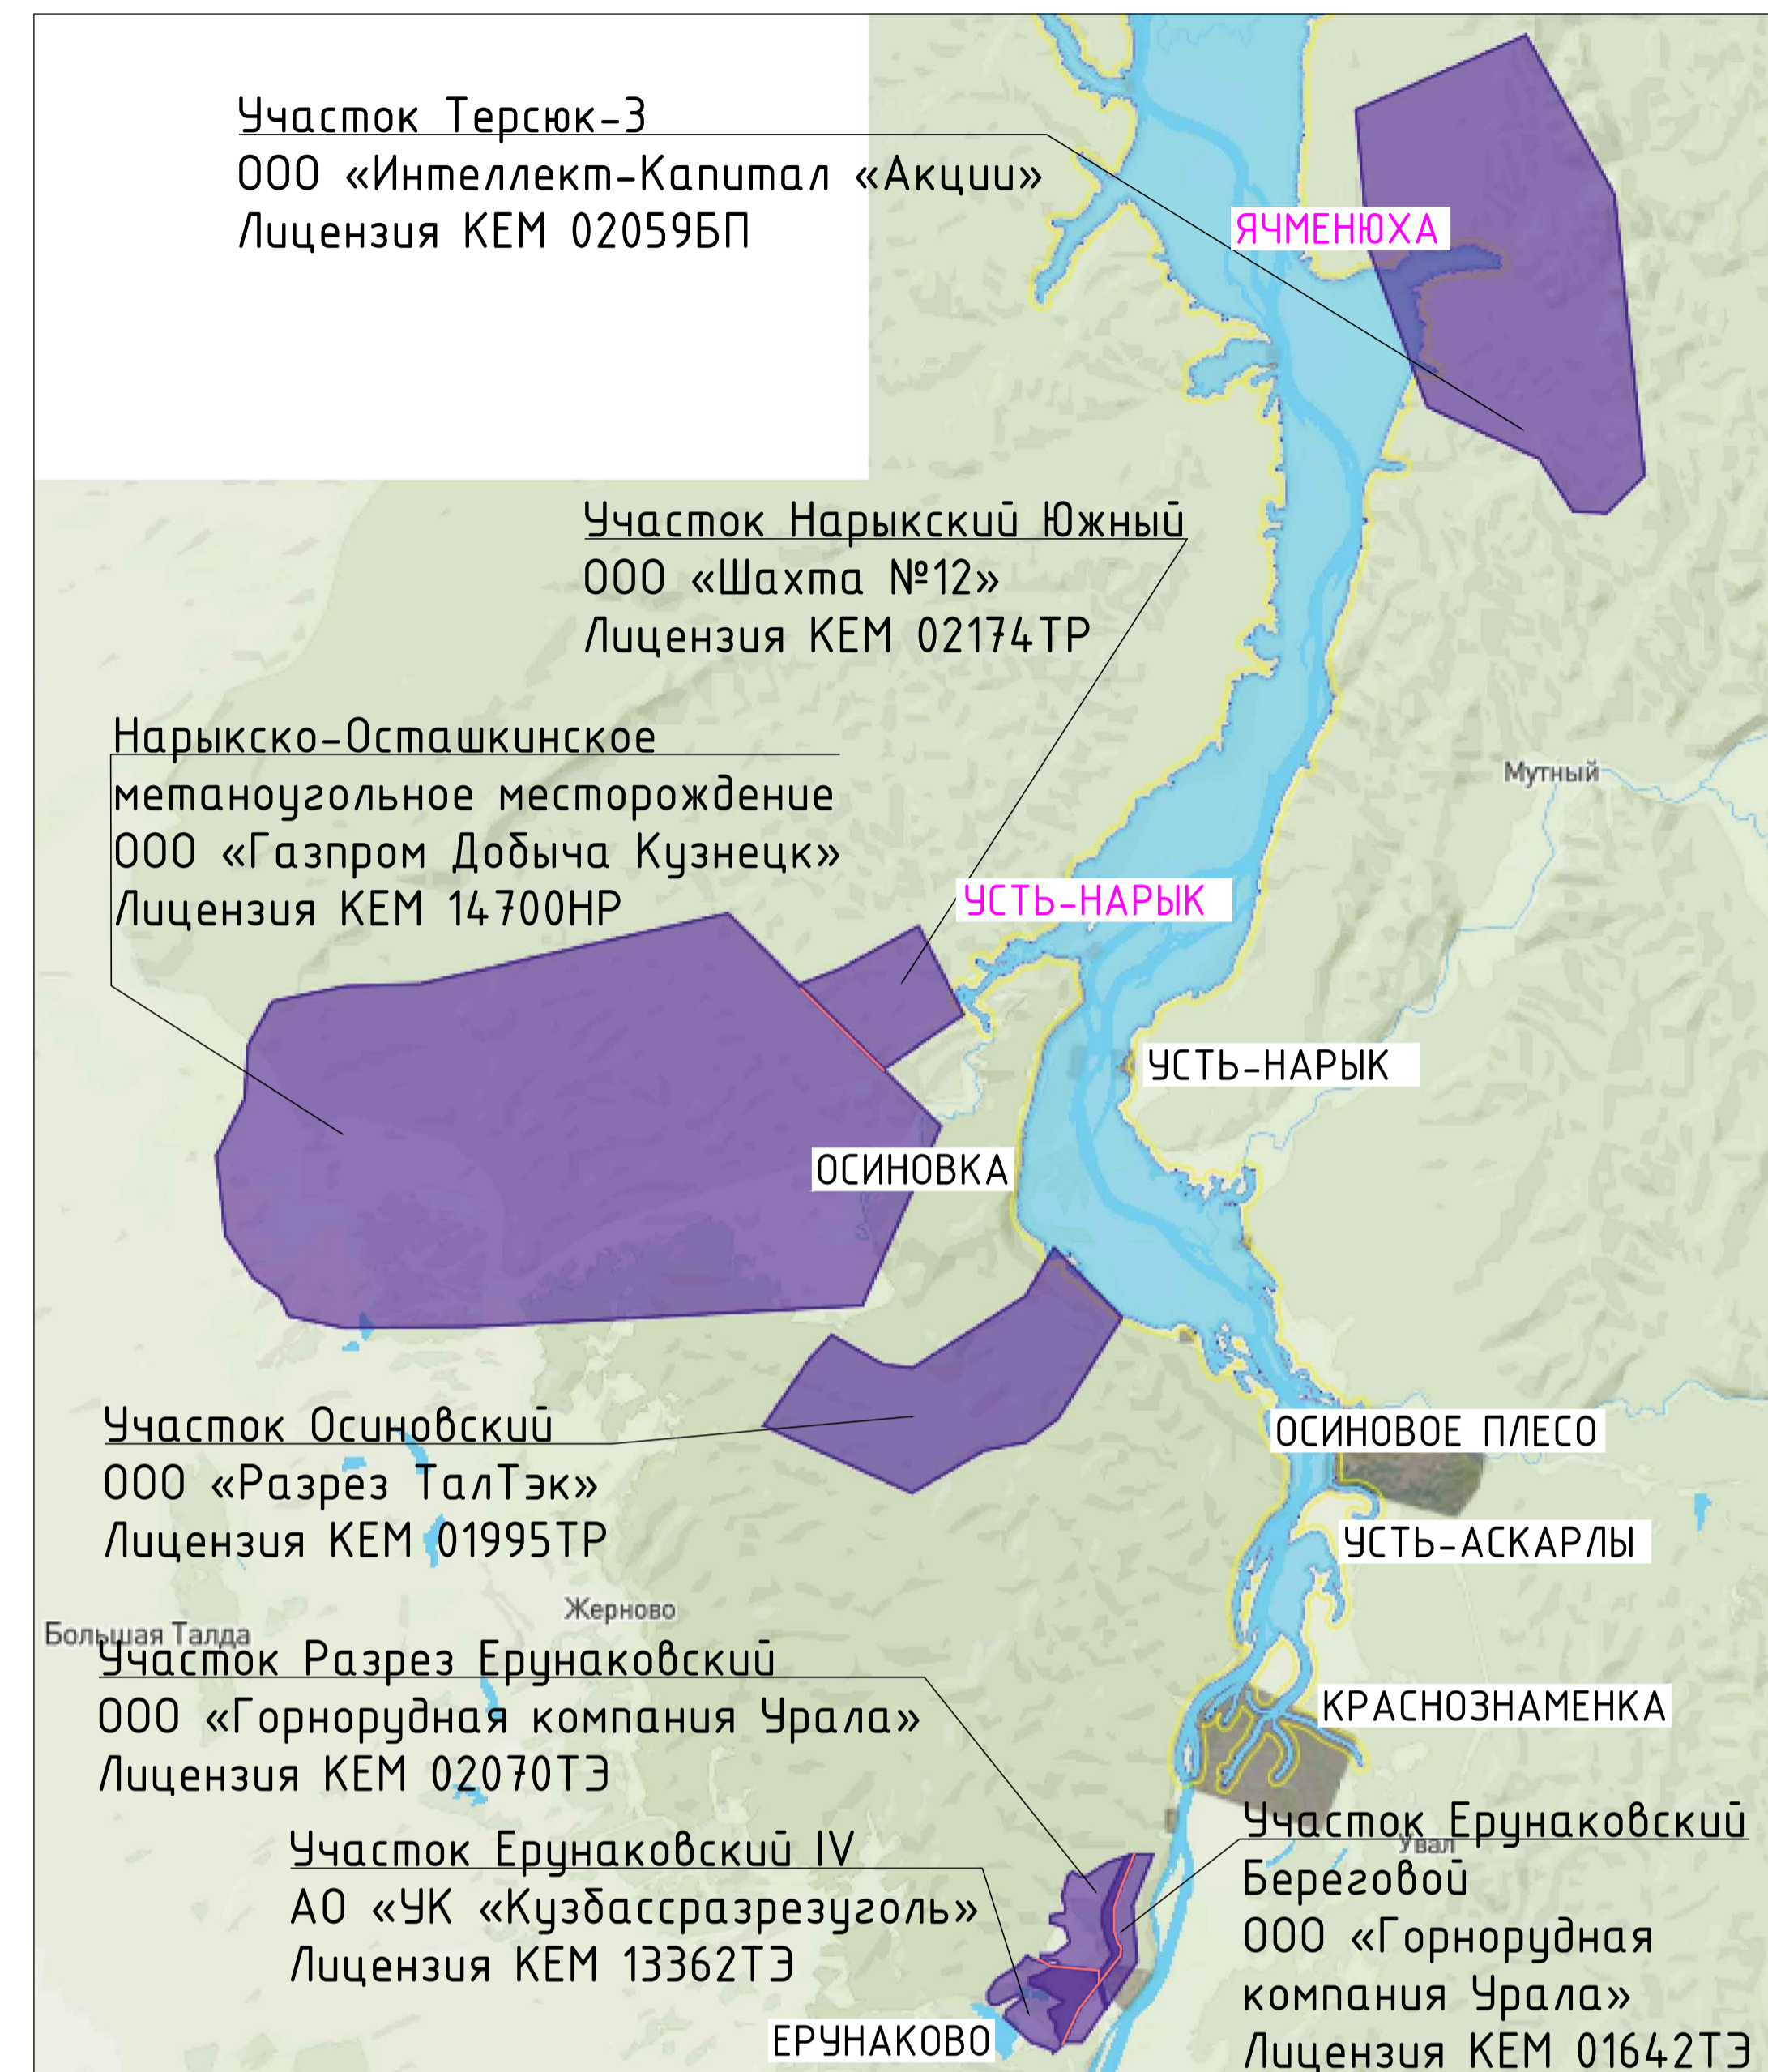 Участок Терсюк-3
ООО «Интеллект-Капитал «Акции»
Лицензия КЕМ 02059БП
ЯЧМЕНЮХА
Участок Нарыкский Южный
ООО «Шахта №12»
Лицензия КЕМ 02174ТР
Нарыкско-Осташкинское
метаноугольное месторождение
ООО «Газпром Добыча Кузнецк»
Лицензия КЕМ 14700НР
Мутный
УСТЬ-НАРЫК
УСТЬ-НАРЫК
ОСИНОВКА
Участок Осиновский
ООО «Разрез ТалТэк»
Лицензия КЕМ 01995ТР
ОСИНОВОЕ ПЛЕСО
УСТЬ-АСКАРЛЫ
Жерново
Большая Талда
Участок Разрез Ерунаковский
ООО «Горнорудная компания Урала»
Лицензия КЕМ 02070ТЭ
КРАСНОЗНАМЕНКА
Участок Ерунаковский IV
АО «УК «Кузбассразрезуголь»
Лицензия КЕМ 13362ТЭ
Увал
Участок Ерунаковский
Береговой
ООО «Горнорудная
компания Урала»
Лицензия КЕМ 01642ТЭ
ЕРУНАКОВО